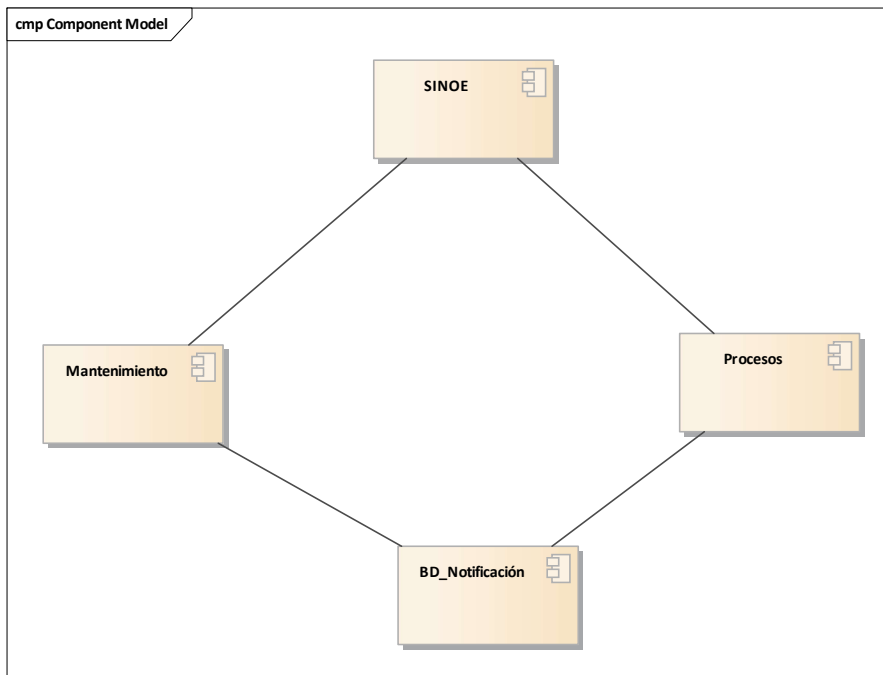 cmp Component Model
SINOE
Mantenimiento
Procesos
BD_Notificación